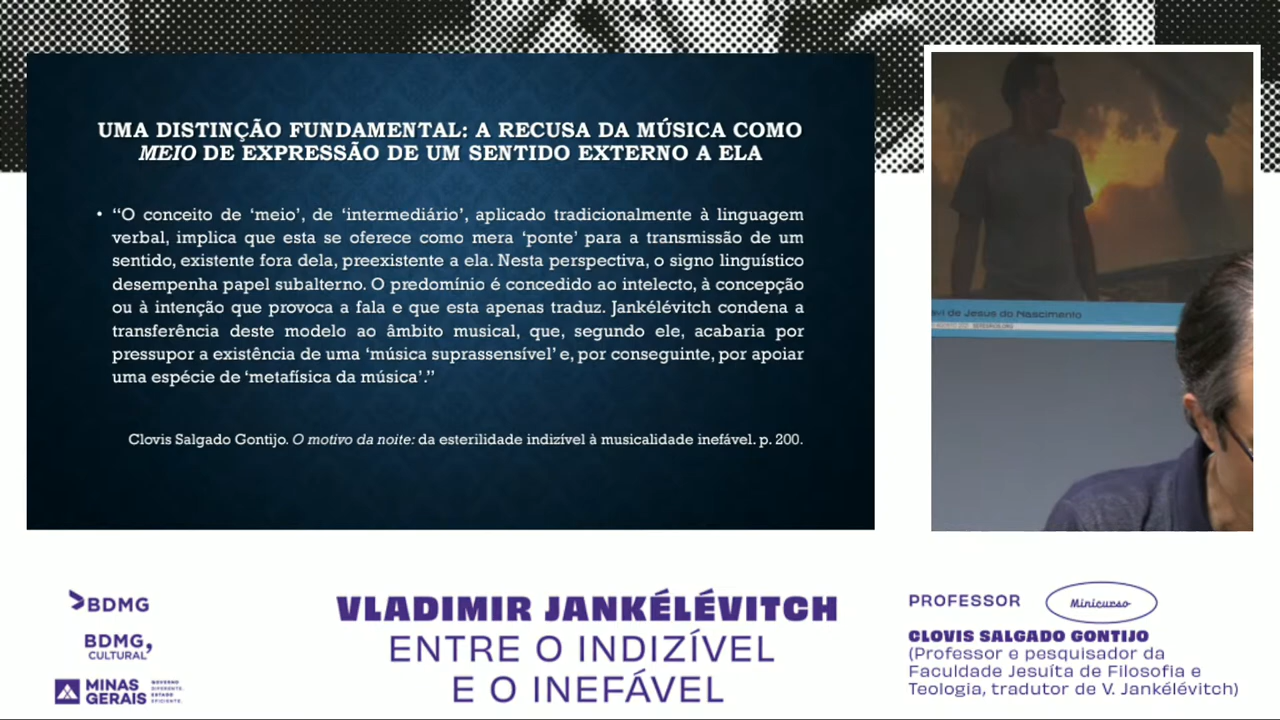 UMA DISTINÇÃO FUNDAMENTAL: A RECUSA DA MÚSICA COMO
MEIO DE EXPRESSÃO DE UM SENTIDO EXTERNO A ELA
• “O conceito de ‘meio’, de ‘intermediário’, aplicado tradicionalmente à linguagem
verbal, implica que esta se oferece como mera ‘ponte’ para a transmissão de um
sentido, existente fora dela, preexistente a ela. Nesta perspectiva, o signo linguístico
desempenha papel subalterno. O predomínio é concedido ao intelecto, à concepção
ou à intenção que provoca a fala e que esta apenas traduz. Jankélévitch condena a
transferência deste modelo ao âmbito musical, que, segundo ele, acabaria por
pressupor a existência de uma ‘música suprassensível’ e, por conseguinte, por apoiar
uma espécie de ‘metafísica da música’.”
Clovis Salgado Gontijo. O motivo da noite: da esterilidade indizível à musicalidade inefável. p. 200.
de Jesus do Nascimento
BDMG
BDMG,
CULTURAL
MINAS
GERAIS
GOVERNO
DIFERENTE.
ESTADO
EFICIENTE.
VLADIMIR JANKÉLÉVITCH
ENTRE O INDIZÍVEL
E O INEFÁVEL
PROFESSOR
Minicurso
CLOVIS SALGADO GONTIJO
(Professor e pesquisador da
Faculdade Jesuíta de Filosofia e
Teologia, tradutor de V. Jankélévitch)